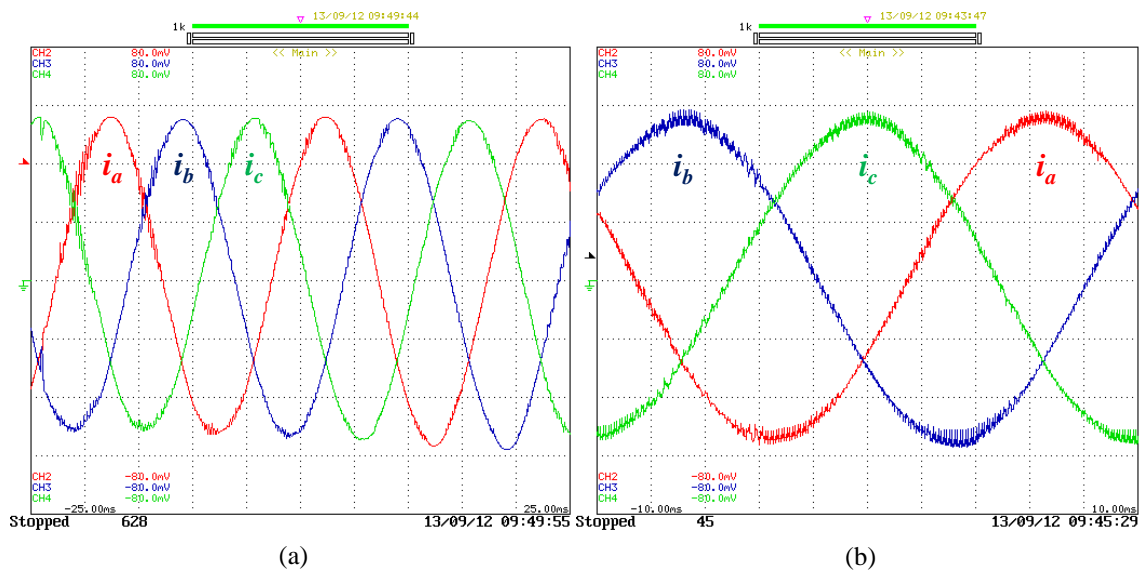 13/09/12 09:49:44
1k
<< Main >>
CH2 80.0mV
CH3 80.0mV
CH4 80.0mV
ia ib ic
CH2 -80.0mV
CH3 -80.0mV
CH4 -80.0mV
-25.00ms 25.00ms
Stopped 628 13/09/12 09:49:55
(a)
13/09/12 09:43:47
1k
<< Main >>
CH2 80.0mV
CH3 80.0mV
CH4 80.0mV
ib ic ia
CH2 -80.0mV
CH3 -80.0mV
CH4 -80.0mV
-10.00ms 10.00ms
Stopped 45 13/09/12 09:45:29
(b)